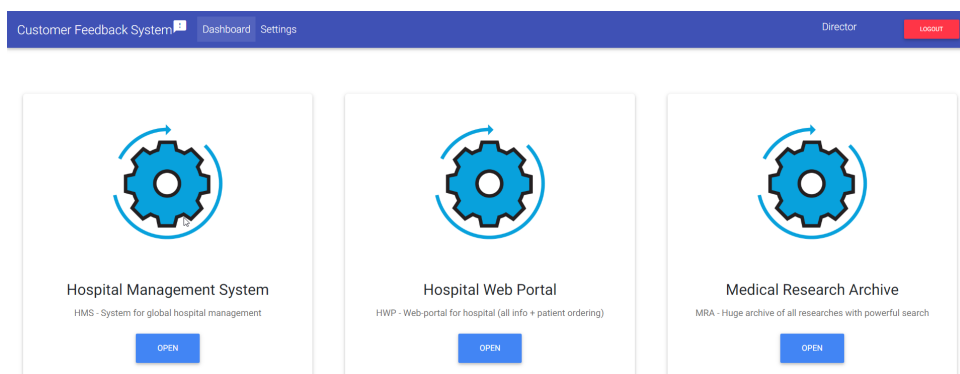 Customer Feedback System Dashboard Settings Director LOGOUT
Hospital Management System
HMS - System for global hospital management
OPEN
Hospital Web Portal
HWP - Web-portal for hospital (all info + patient ordering)
OPEN
Medical Research Archive
MRA - Huge archive of all researches with powerful search
OPEN